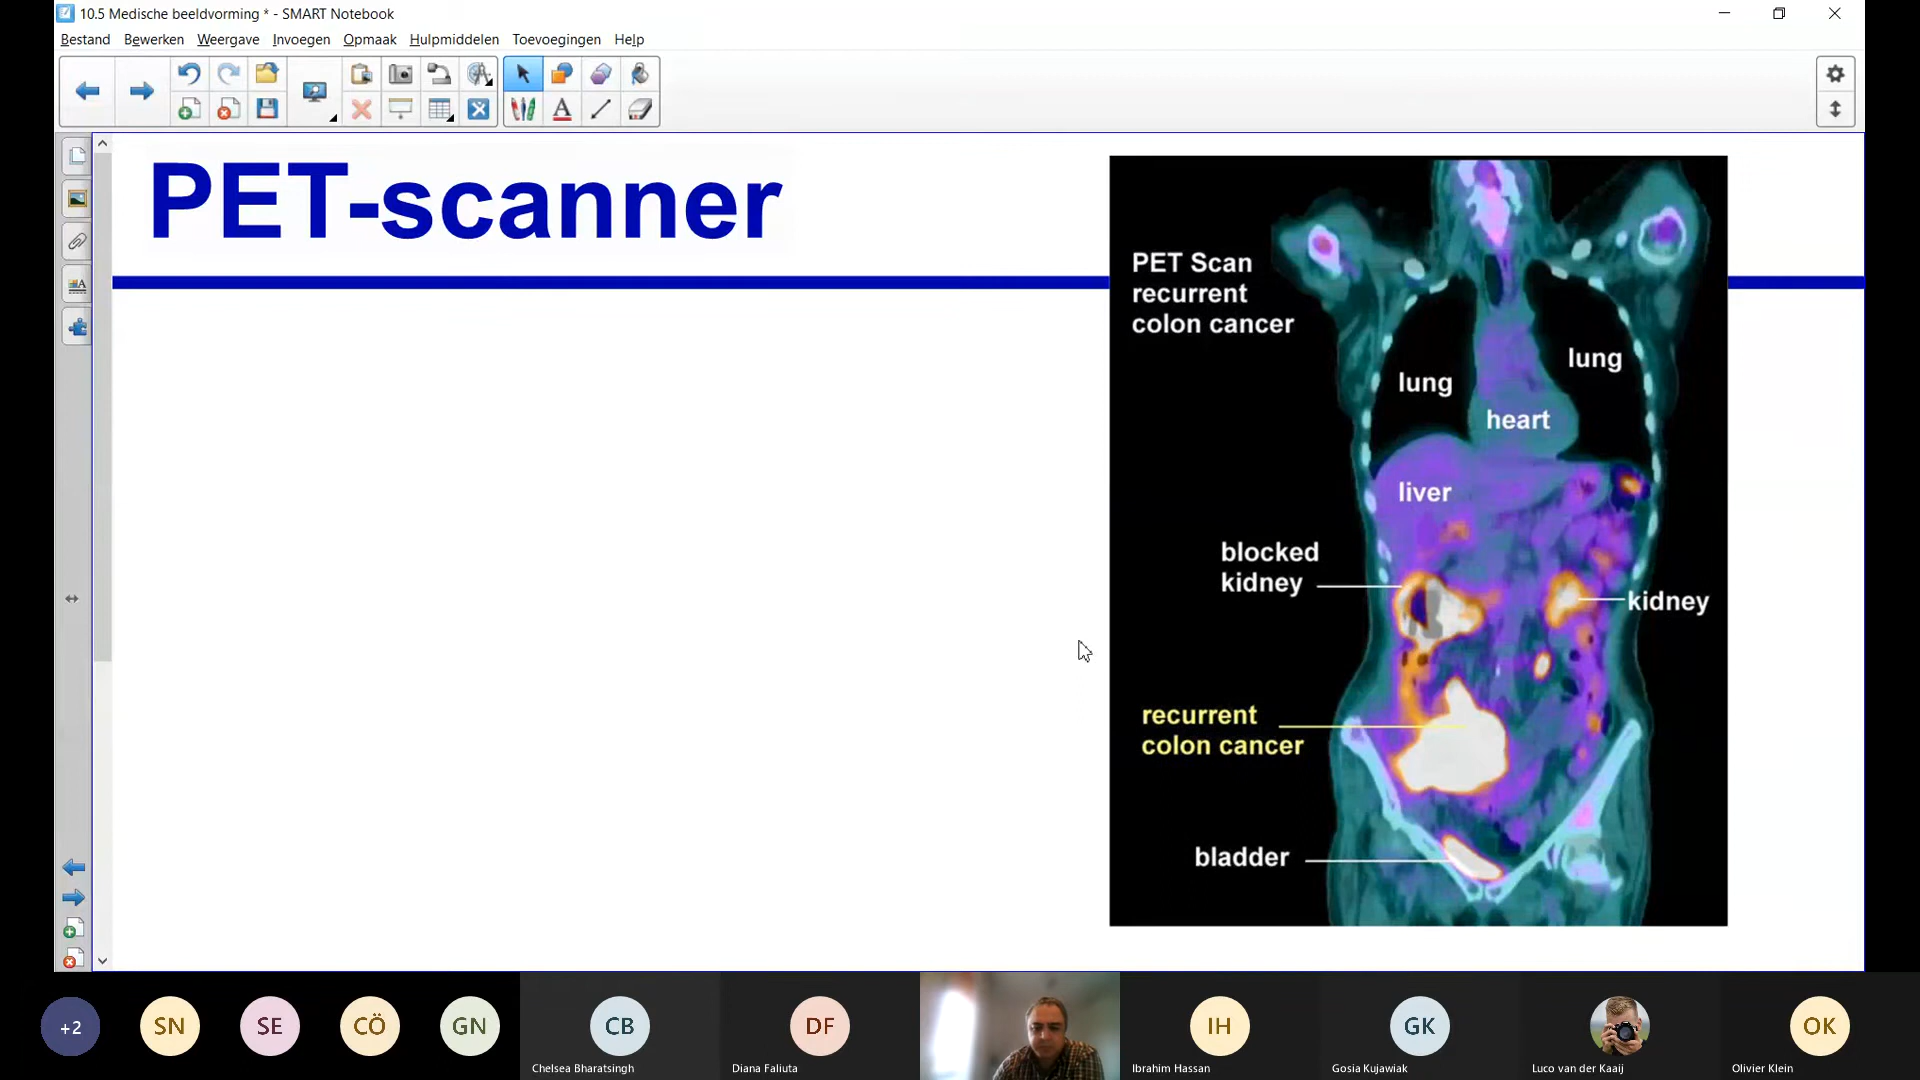 10.5 Medische beeldvorming * - SMART Notebook
Bestand Bewerken Weergave Invoegen Opmaak Hulpmiddelen Toevoegingen Help
PET-scanner
PET Scan
recurrent
colon cancer
lung
lung
heart
liver
blocked
kidney
kidney
recurrent
colon cancer
bladder
+2
SN
SE
CÖ
GN
CB
DF
IH
GK
OK
Chelsea Bharatsingh
Diana Faliuta
Ibrahim Hassan
Gosia Kujawiak
Luco van der Kaaij
Olivier Klein